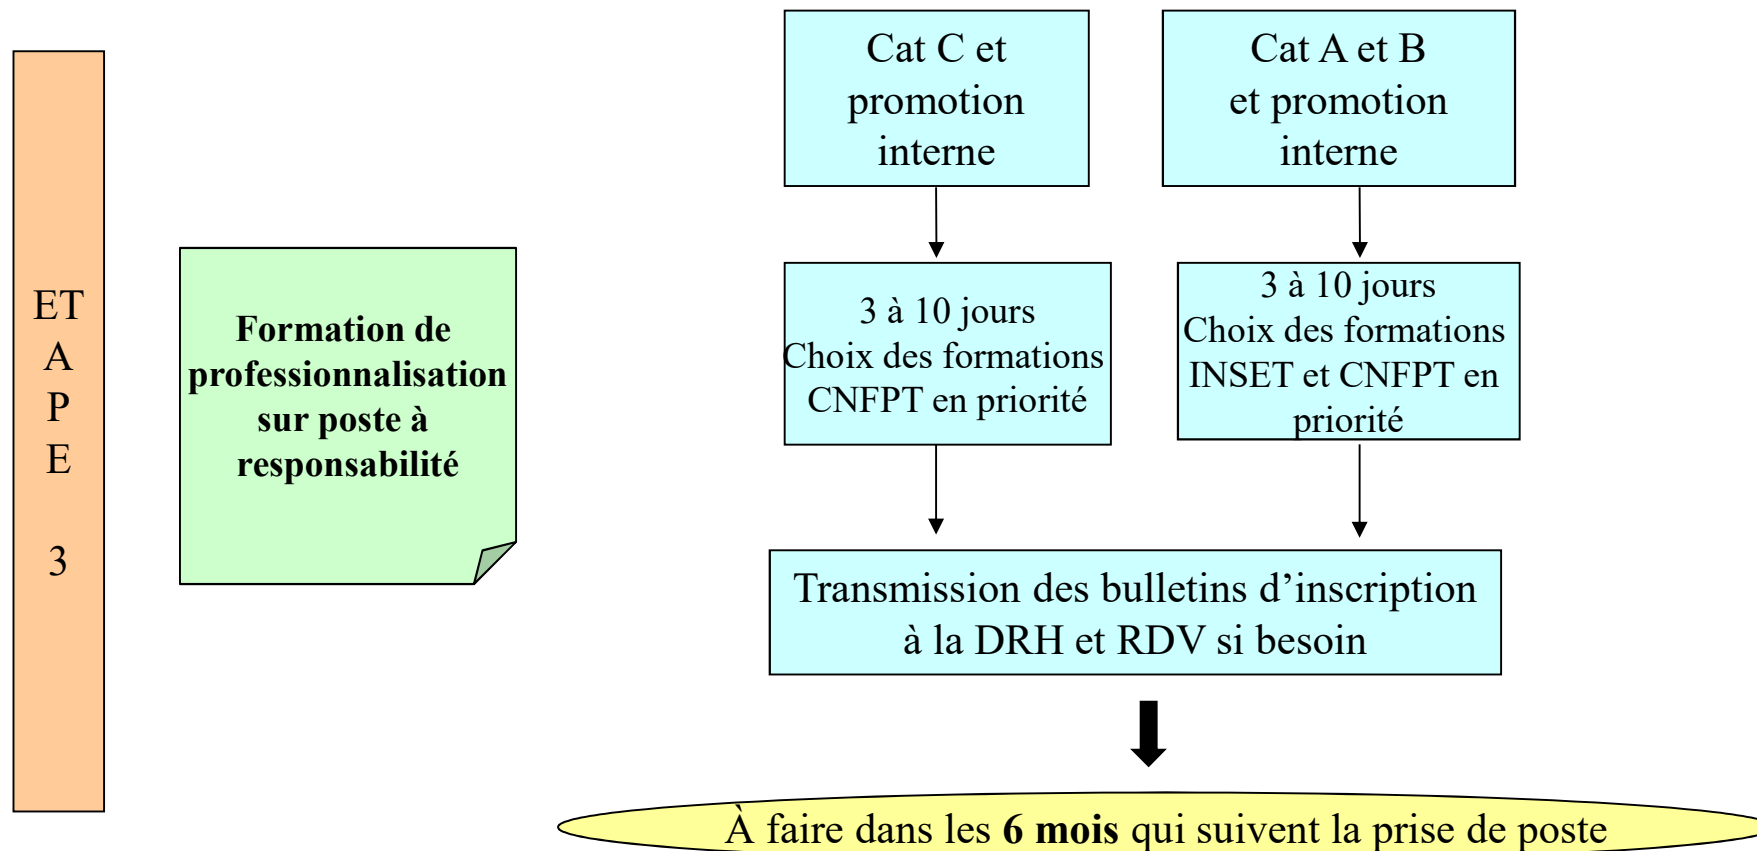 ET
A
P
E
3
Formation de
professionnalisation
sur poste à
responsabilité
Cat C et
promotion
interne
Cat A et B
et promotion
interne
3 à 10 jours
Choix des formations
CNFPT en priorité
3 à 10 jours
Choix des formations
INSET et CNFPT en
priorité
Transmission des bulletins d’inscription
à la DRH et RDV si besoin
À faire dans les 6 mois qui suivent la prise de poste